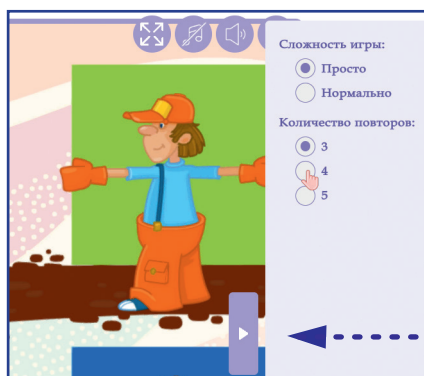 Сложность игры:
Просто
Нормально
Количество повторов:
3
4
5